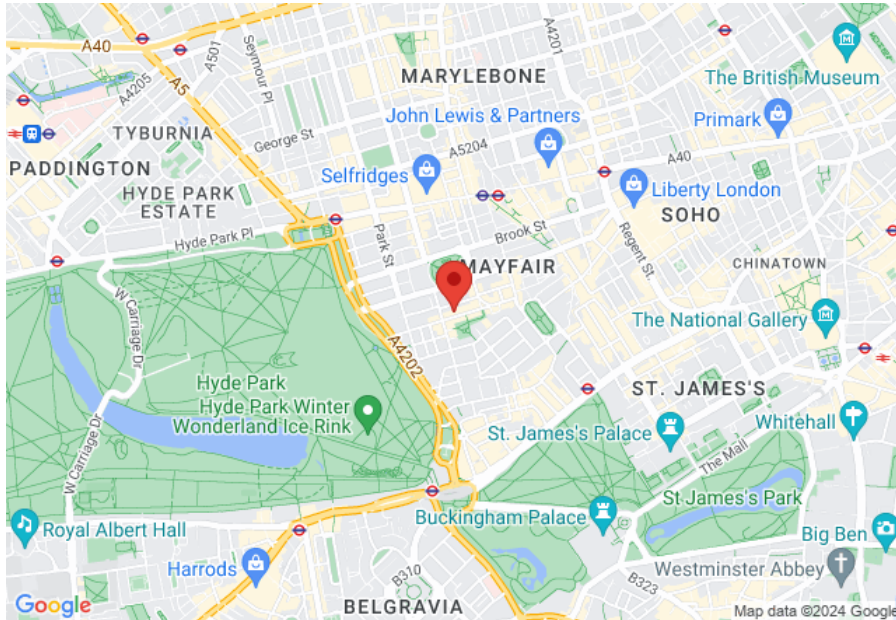 A40
A5
A4205
A501
Seymour Pl
A4201
MARYLEBONE
The British Museum
John Lewis & Partners
Primark
TYBURNIA
George St
A5204
A40
PADDINGTON
Selfridges
Liberty London
HYDE PARK
ESTATE
SOHO
Hyde Park Pl
Park St
Brook St
Regent St.
MAYFAIR
CHINATOWN
W Carriage Dr
A4202
The National Gallery
Hyde Park
Hyde Park Winter
Wonderland Ice Rink
ST. JAMES'S
St. James's Palace
Whitehall
W Carriage Dr
The Mall
St James's Park
Royal Albert Hall
Buckingham Palace
Big Ben
Harrods
B310
B323
Westminster Abbey
Google
BELGRAVIA
Map data ©2024 Google